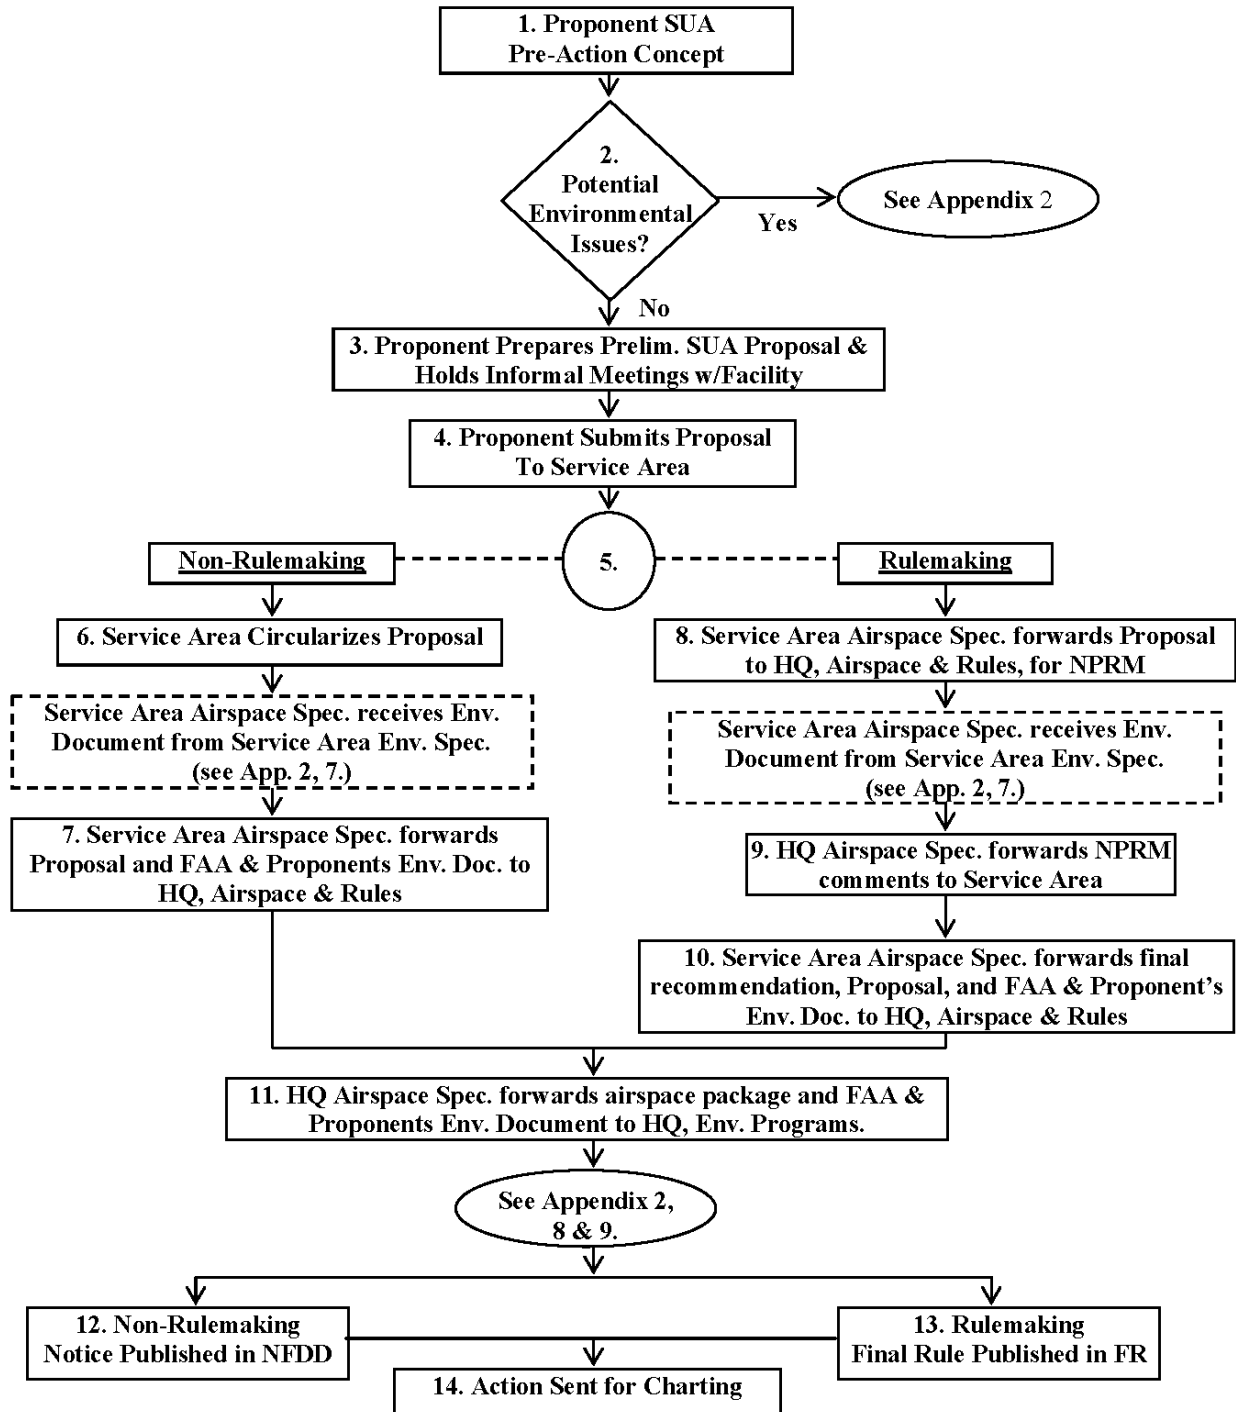 1. Proponent SUA
Pre-Action Concept
2.
Potential
Environmental
Issues?
Yes
See Appendix 2
No
3. Proponent Prepares Prelim. SUA Proposal &
Holds Informal Meetings w/Facility
4. Proponent Submits Proposal
To Service Area
5.
Non-Rulemaking
6. Service Area Circularizes Proposal
Service Area Airspace Spec. receives Env.
Document from Service Area Env. Spec.
(see App. 2, 7.)
7. Service Area Airspace Spec. forwards
Proposal and FAA & Proponents Env. Doc. to
HQ, Airspace & Rules
Rulemaking
8. Service Area Airspace Spec. forwards Proposal
to HQ, Airspace & Rules, for NPRM
Service Area Airspace Spec. receives Env.
Document from Service Area Env. Spec.
(see App. 2, 7.)
9. HQ Airspace Spec. forwards NPRM
comments to Service Area
10. Service Area Airspace Spec. forwards final
recommendation, Proposal, and FAA & Proponent’s
Env. Doc. to HQ, Airspace & Rules
11. HQ Airspace Spec. forwards airspace package and FAA &
Proponents Env. Document to HQ, Env. Programs.
See Appendix 2,
8 & 9.
12. Non-Rulemaking
Notice Published in NFDD
13. Rulemaking
Final Rule Published in FR
14. Action Sent for Charting